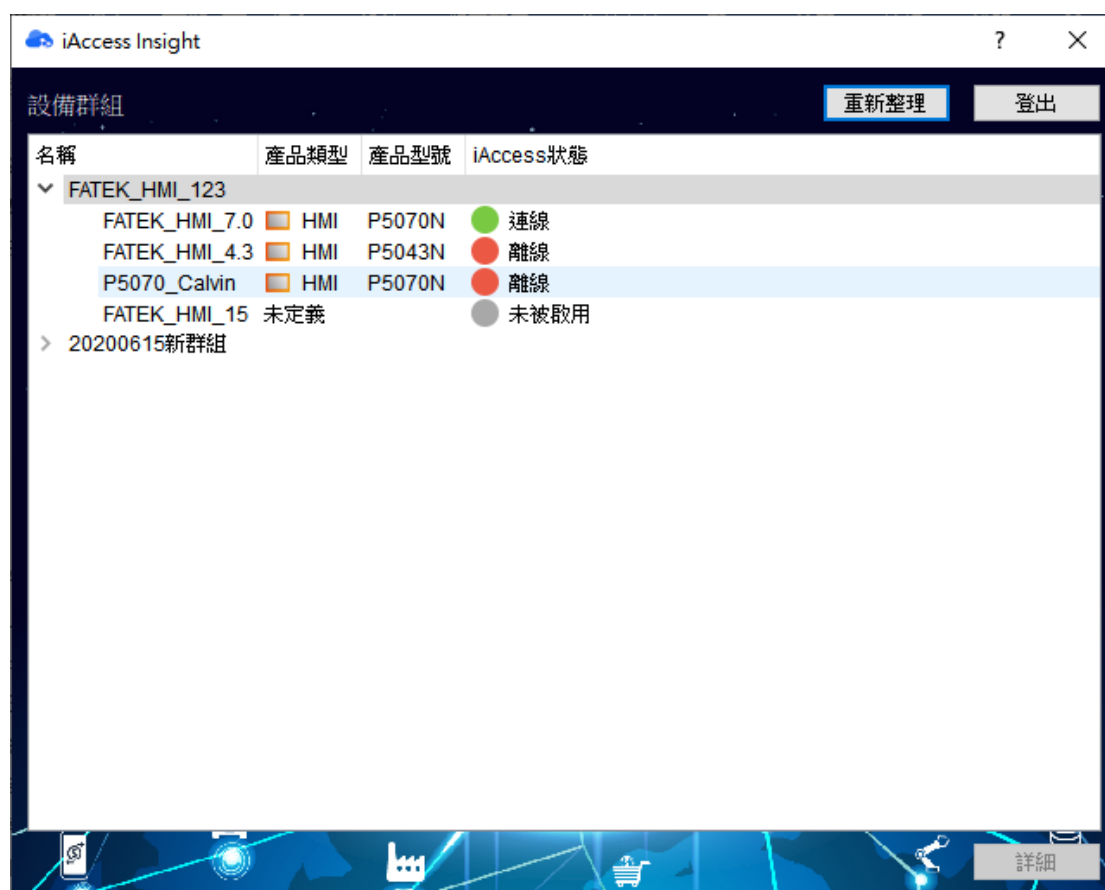 iAccess Insight ?
設備群組 重新整理 登出
名稱 產品類型 產品型號 iAccess狀態
FATEK_HMI_123
FATEK_HMI_7.0 HMI P5070N 連線
FATEK_HMI_4.3 HMI P5043N 離線
P5070_Calvin HMI P5070N 離線
FATEK_HMI_15 未定義 未被啟用
20200615新群組
詳細